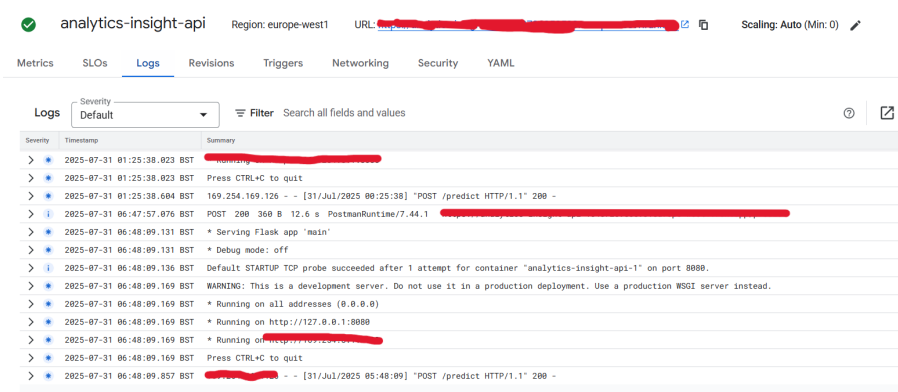 analytics-insight-api Region: europe-west1 URL: Scaling: Auto (Min: 0)
Metrics SLOs Logs Revisions Triggers Networking Security YAML
Logs Severity Default Filter Search all fields and values
Severity Timestamp Summary
2025-07-31 01:25:38.023 BST
2025-07-31 01:25:38.023 BST Press CTRL+C to quit
2025-07-31 01:25:38.604 BST 169.254.169.126 - - [31/Jul/2025 00:25:38] "POST /predict HTTP/1.1" 200 -
2025-07-31 06:47:57.076 BST POST 200 360 B 12.6 s PostmanRuntime/7.44.1
2025-07-31 06:48:09.131 BST * Serving Flask app 'main'
2025-07-31 06:48:09.131 BST * Debug mode: off
2025-07-31 06:48:09.136 BST Default STARTUP TCP probe succeeded after 1 attempt for container "analytics-insight-api-1" on port 8080.
2025-07-31 06:48:09.169 BST WARNING: This is a development server. Do not use it in a production deployment. Use a production WSGI server instead.
2025-07-31 06:48:09.169 BST * Running on all addresses (0.0.0.0)
2025-07-31 06:48:09.169 BST * Running on http://127.0.0.1:8080
2025-07-31 06:48:09.169 BST * Running on
2025-07-31 06:48:09.169 BST Press CTRL+C to quit
2025-07-31 06:48:09.857 BST - - [31/Jul/2025 05:48:09] "POST /predict HTTP/1.1" 200 -